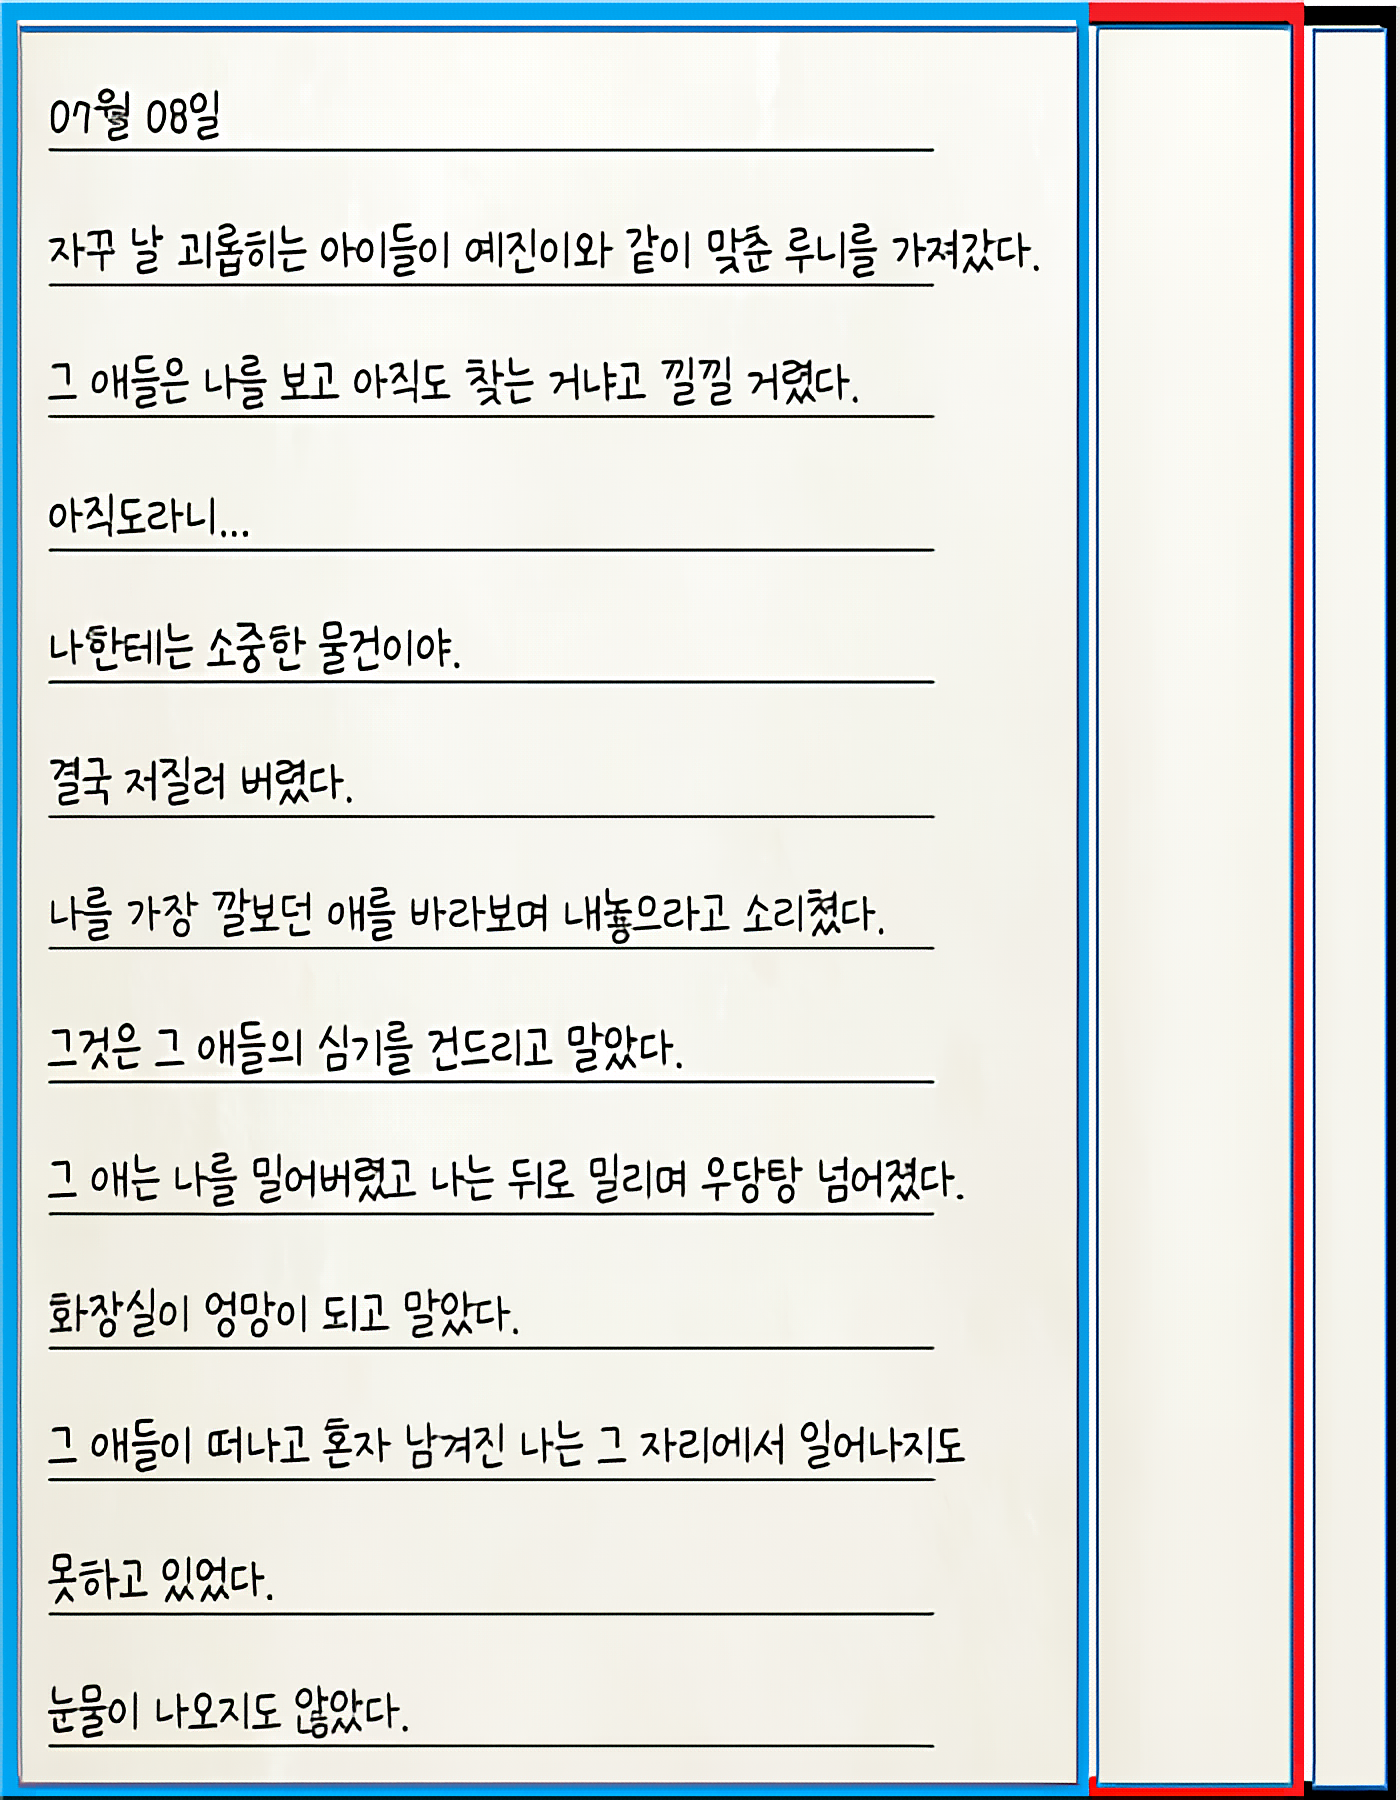 07월 08일
자꾸 날 괴롭히는 아이들이 예진이와 같이 맞춘 루니를 가져갔다.
그 애들은 나를 보고 아직도 찾는 거냐고 낄낄 거렸다.
아직도라니...
나한테는 소중한 물건이야.
결국 저질러 버렸다.
나를 가장 깔보던 애를 바라보며 내놓으라고 소리쳤다.
그것은 그 애들의 심기를 건드리고 말았다.
그 애는 나를 밀어버렸고 나는 뒤로 밀리며 우당탕 넘어졌다.
화장실이 엉망이 되고 말았다.
그 애들이 떠나고 혼자 남겨진 나는 그 자리에서 일어나지도
못하고 있었다.
눈물이 나오지도 않았다.